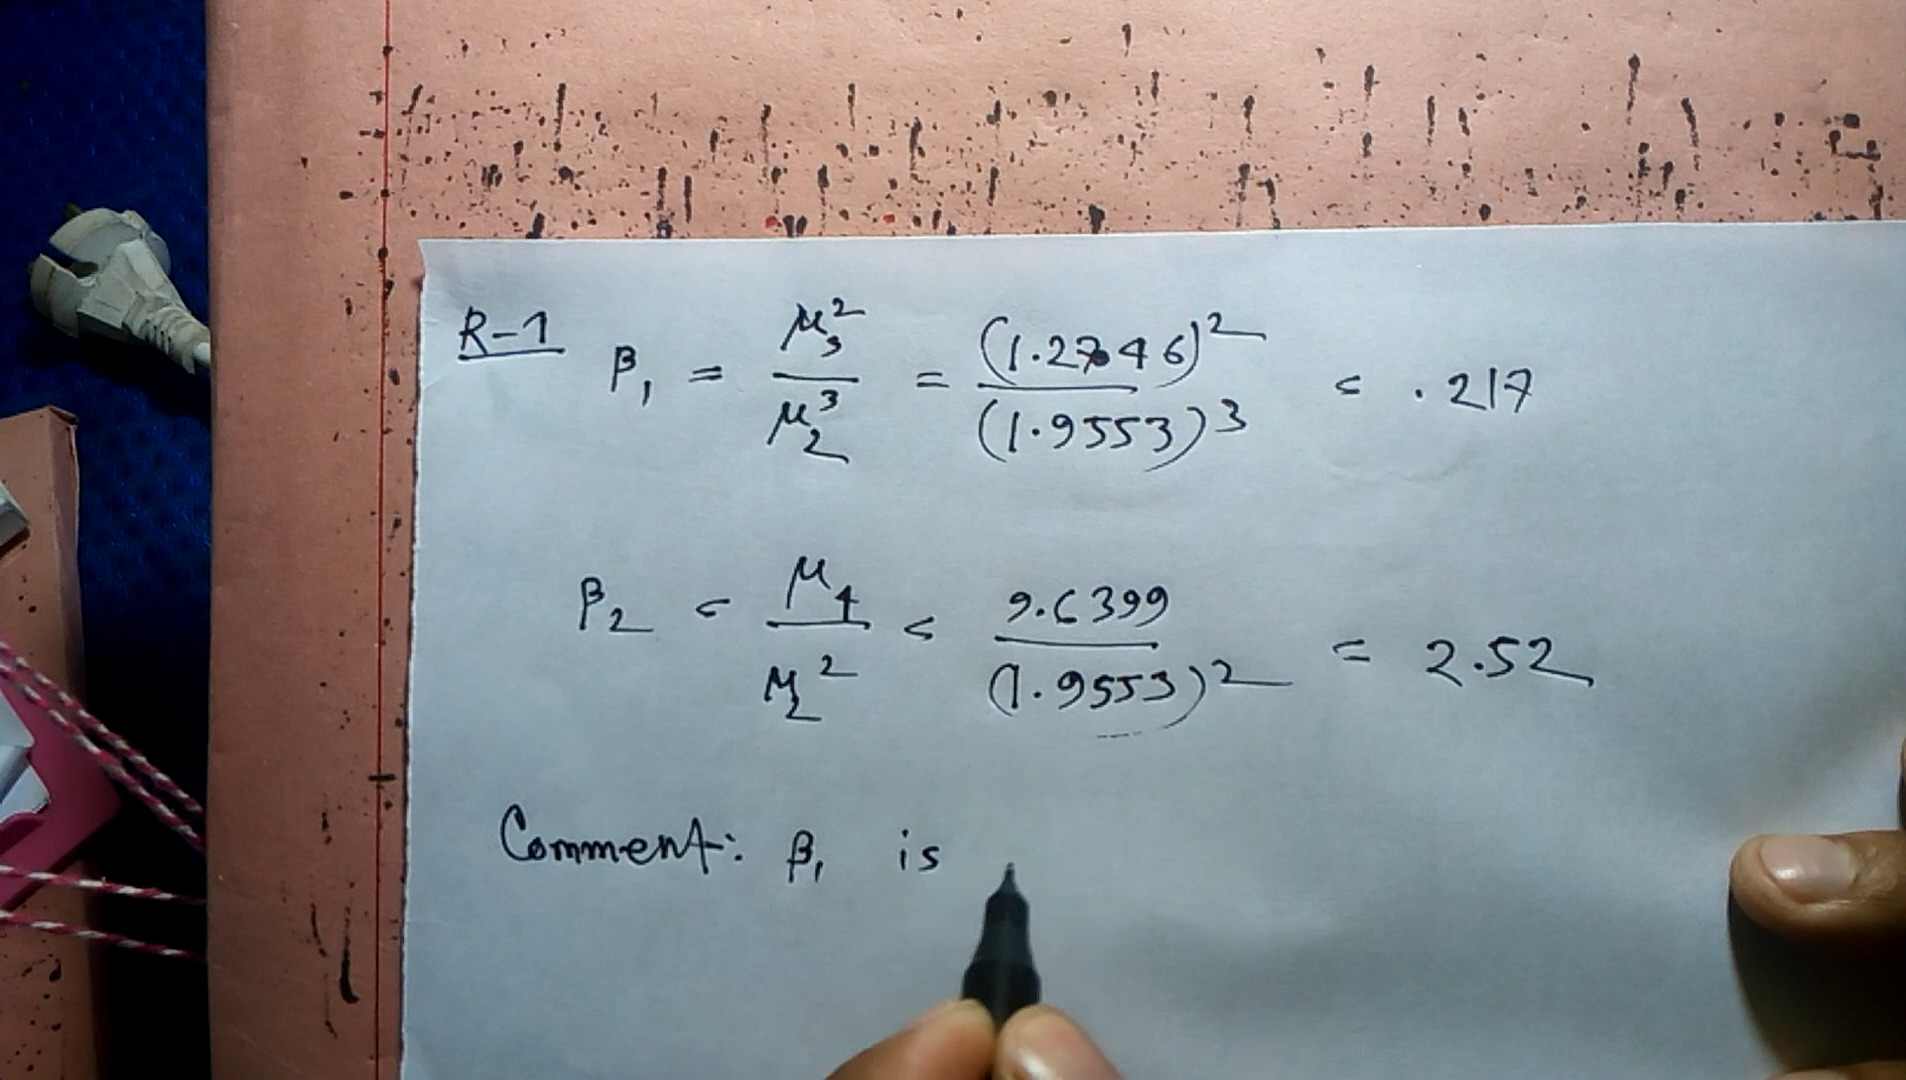 R-1 β₁ = μ₃² / μ₂³ = (1.2746)² / (1.9553)³ = .217
β₂ = μ₄ / μ₂² = 9.6399 / (1.9553)² = 2.52
Comment: β₁ is